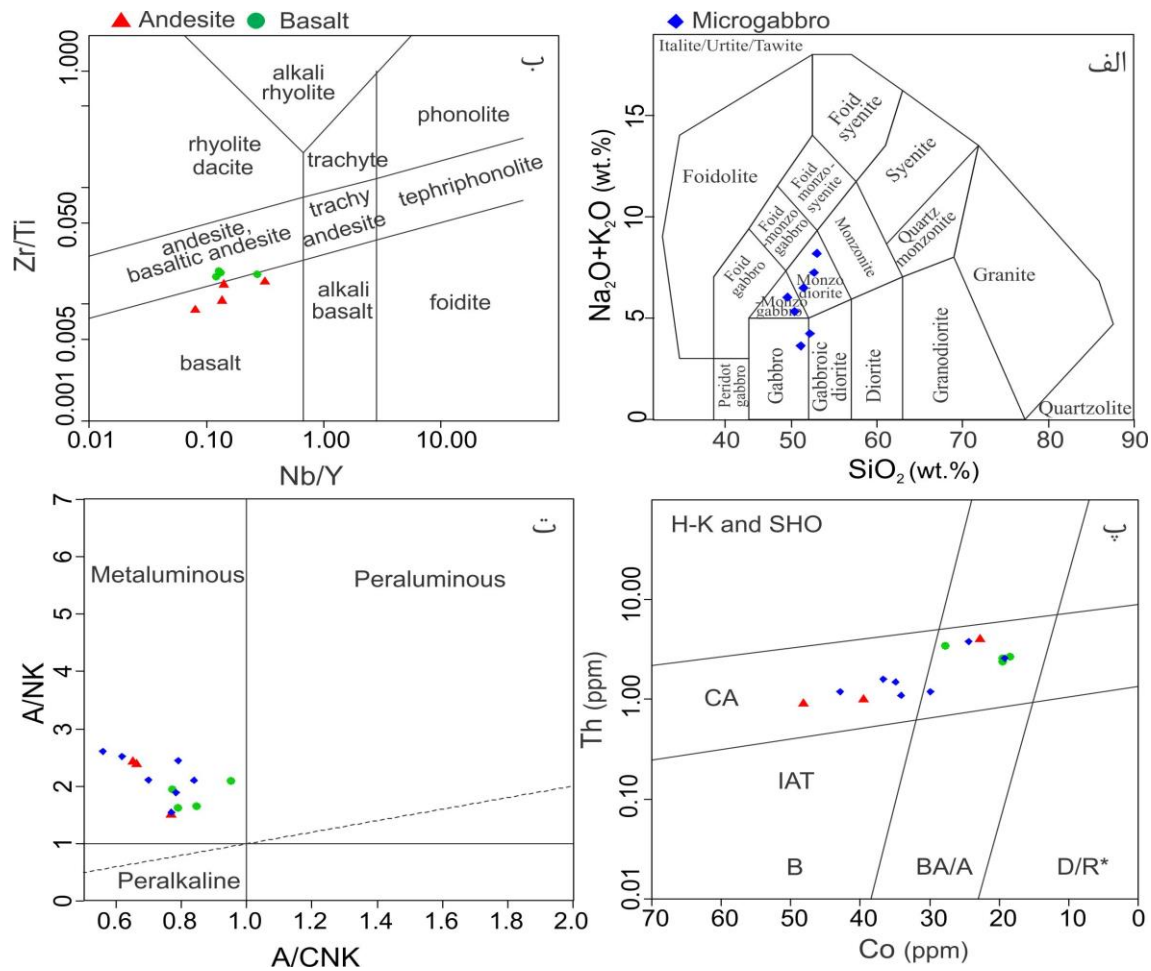 Andesite Basalt
ب
1.000
0.050
0.005
0.001
Zr/Ti
0.01 0.10 1.00 10.00
Nb/Y
alkali
rhyolite
rhyolite
dacite
trachyte
phonolite
tephriphonolite
trachy
andesite
andesite,
basaltic andesite
alkali
basalt
foidite
basalt
Microgabbro
الف
Italite/Urtite/Tawite
15
10
5
0
Na₂O+K₂O (wt.%)
40 50 60 70 80 90
SiO₂ (wt.%)
Foidolite
Foid
syenite
Syenite
Foid
monzo-
syenite
Foid
-monzo
gabbro
Foid
gabbro
Monzonite
Quartz
monzonite
Granite
Monzo
diorite
-Monzo
gabbro
Peridot
gabbro
Gabbro
Gabbroic
diorite
Diorite
Granodiorite
Quartzolite
ت
7
6
5
4
3
2
1
0
A/NK
Metaluminous
Peraluminous
Peralkaline
0.6 0.8 1.0 1.2 1.4 1.6 1.8 2.0
A/CNK
پ
H-K and SHO
10.00
1.00
0.10
0.01
Th (ppm)
CA
IAT
B BA/A D/R*
70 60 50 40 30 20 10 0
Co (ppm)